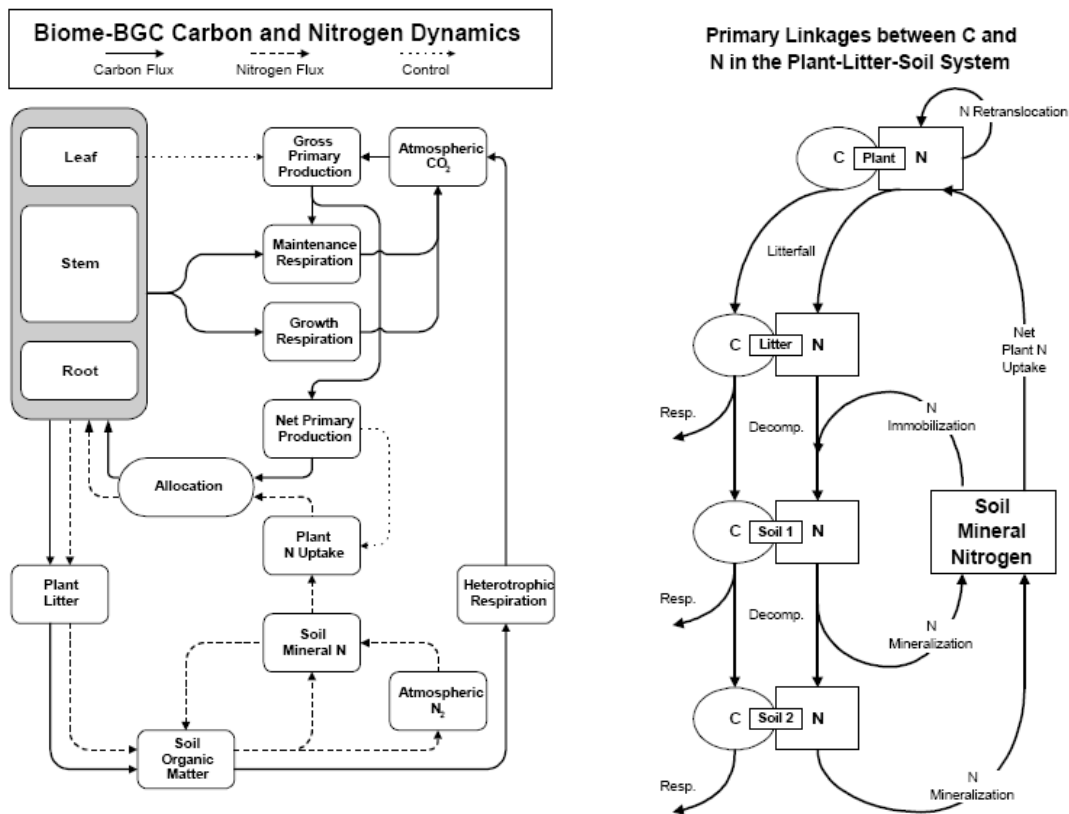 Biome-BGC Carbon and Nitrogen Dynamics
Carbon Flux
Nitrogen Flux
Control
Leaf
Stem
Root
Gross
Primary
Production
Atmospheric
CO2
Maintenance
Respiration
Growth
Respiration
Net Primary
Production
Allocation
Plant
N Uptake
Plant
Litter
Heterotrophic
Respiration
Soil
Mineral N
Atmospheric
N2
Soil
Organic
Matter
Primary Linkages between C and
N in the Plant-Litter-Soil System
N Retranslocation
C Plant N
Litterfall
C Litter N
Net
Plant N
Uptake
Resp.
Decomp.
N
Immobilization
C Soil 1 N
Soil
Mineral
Nitrogen
Resp.
Decomp.
N
Mineralization
C Soil 2 N
Resp.
N
Mineralization